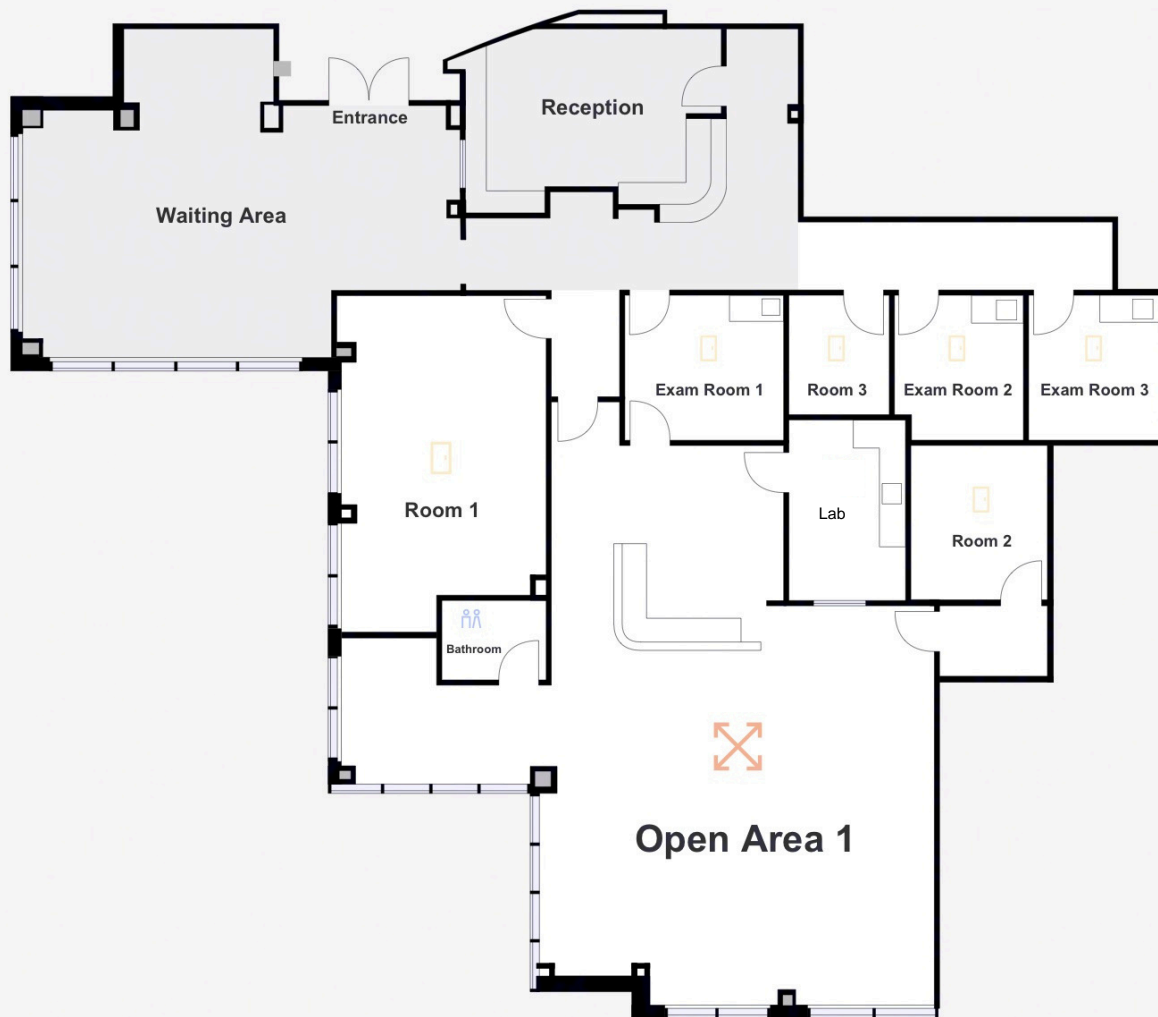 Reception
Entrance
Waiting Area
Exam Room 1
Room 3
Exam Room 2
Exam Room 3
Room 1
Lab
Room 2
Bathroom
Open Area 1